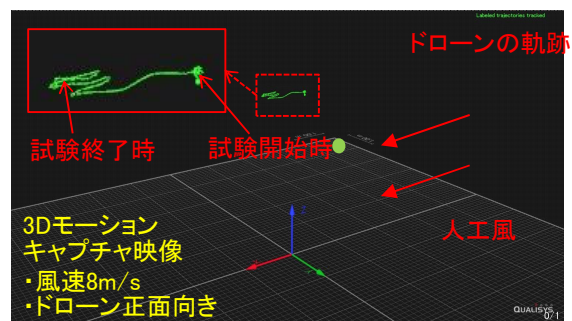 Labeled trajectories tracked
ドローンの軌跡
試験終了時
試験開始時
人工風
3Dモーション
キャプチャ映像
・風速8m/s
・ドローン正面向き
QUALISYS
0/1